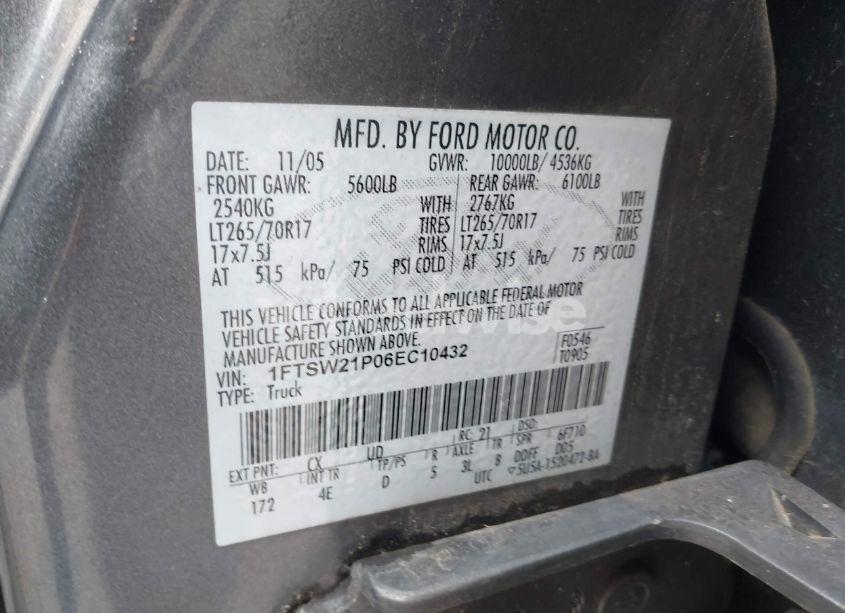 MFD. BY FORD MOTOR CO.
DATE: 11/05 GVWR: 10000LB/ 4536KG
FRONT GAWR: 5600LB REAR GAWR: 6100LB
2540KG WITH 2767KG WITH
LT265/70R17 TIRES LT265/70R17 TIRES
17x7.5J RIMS 17x7.5J RIMS
AT 515 kPa/ 75 PSI COLD AT 515 kPa/ 75 PSI COLD
THIS VEHICLE CONFORMS TO ALL APPLICABLE FEDERAL MOTOR
VEHICLE SAFETY STANDARDS IN EFFECT ON THE DATE OF
MANUFACTURE SHOWN ABOVE.
F0546
VIN: 1FTSW21P06EC10432
T0905
TYPE: Truck
EXT PNT: CX UD RC: 21 DSO:
WB INT TR TP/PS R AXLE TR SPR 6F710
172 4E D 5 3L B DDFF D05
UTC ▽5U5A-1520472-BA